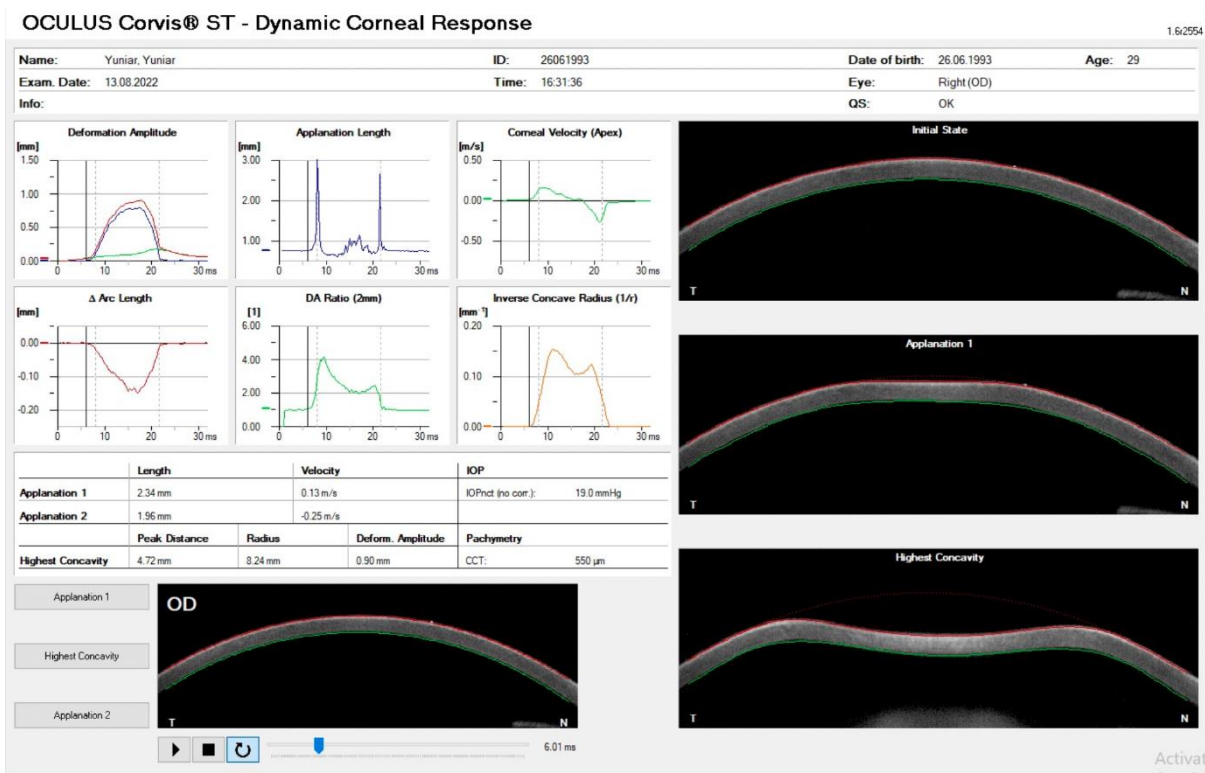 OCULUS Corvis® ST - Dynamic Corneal Response
1.6r2554
Name: Yuniar, Yuniar ID: 26061993 Date of birth: 26.06.1993 Age: 29
Exam. Date: 13.08.2022 Time: 16:31:36 Eye: Right (OD)
Info: QS: OK
Deformation Amplitude
[mm]
1.50
1.00
0.50
0.00
0 10 20 30 ms
Applanation Length
[mm]
3.00
2.00
1.00
0 10 20 30 ms
Corneal Velocity (Apex)
[m/s]
0.50
0.00
-0.50
0 10 20 30 ms
Δ Arc Length
[mm]
0.00
-0.10
-0.20
0 10 20 30 ms
DA Ratio (2mm)
[1]
6.00
4.00
2.00
0.00
0 10 20 30 ms
Inverse Concave Radius (1/r)
[mm⁻¹]
0.20
0.10
0.00
0 10 20 30 ms
Length Velocity IOP
Applanation 1 2.34 mm 0.13 m/s IOPnct (no corr.): 19.0 mmHg
Applanation 2 1.96 mm -0.25 m/s
Peak Distance Radius Deform. Amplitude Pachymetry
Highest Concavity 4.72 mm 8.24 mm 0.90 mm CCT: 550 µm
Applanation 1
Highest Concavity
Applanation 2
OD
T N
6.01 ms
Initial State
T N
Applanation 1
T N
Highest Concavity
T N
Activat